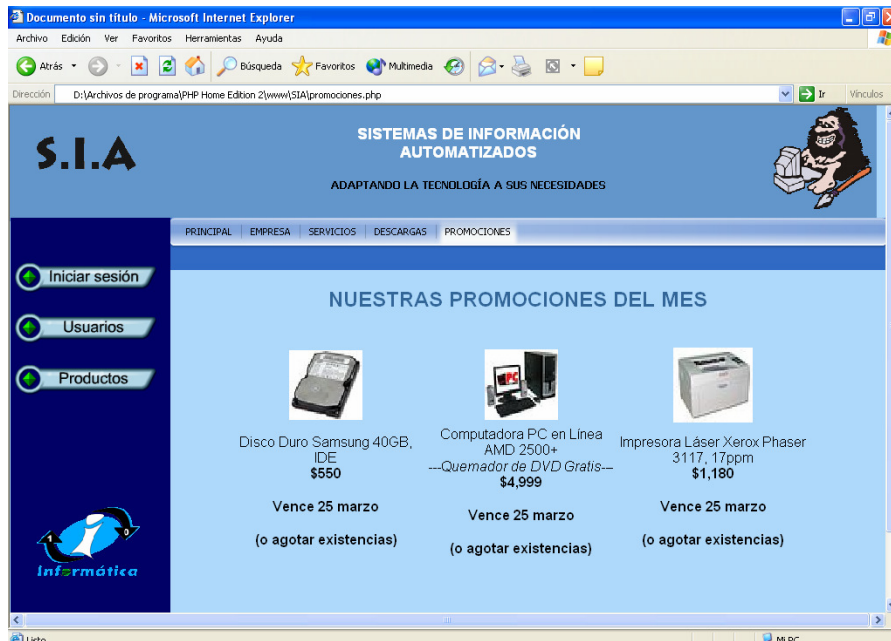 Documento sin título - Microsoft Internet Explorer
Archivo Edición Ver Favoritos Herramientas Ayuda
Atrás Búsqueda Favoritos Multimedia
Dirección D:\Archivos de programa\PHP Home Edition 2\www\SIA\promociones.php Ir Vínculos
S.I.A
SISTEMAS DE INFORMACIÓN
AUTOMATIZADOS
ADAPTANDO LA TECNOLOGÍA A SUS NECESIDADES
PRINCIPAL EMPRESA SERVICIOS DESCARGAS PROMOCIONES
Iniciar sesión
Usuarios
Productos
1 0
Informática
NUESTRAS PROMOCIONES DEL MES
PC
Disco Duro Samsung 40GB,
IDE
$550
Vence 25 marzo
(o agotar existencias)
Computadora PC en Línea
AMD 2500+
---Quemador de DVD Gratis---
$4,999
Vence 25 marzo
(o agotar existencias)
Impresora Láser Xerox Phaser
3117, 17ppm
$1,180
Vence 25 marzo
(o agotar existencias)
Listo Mi PC